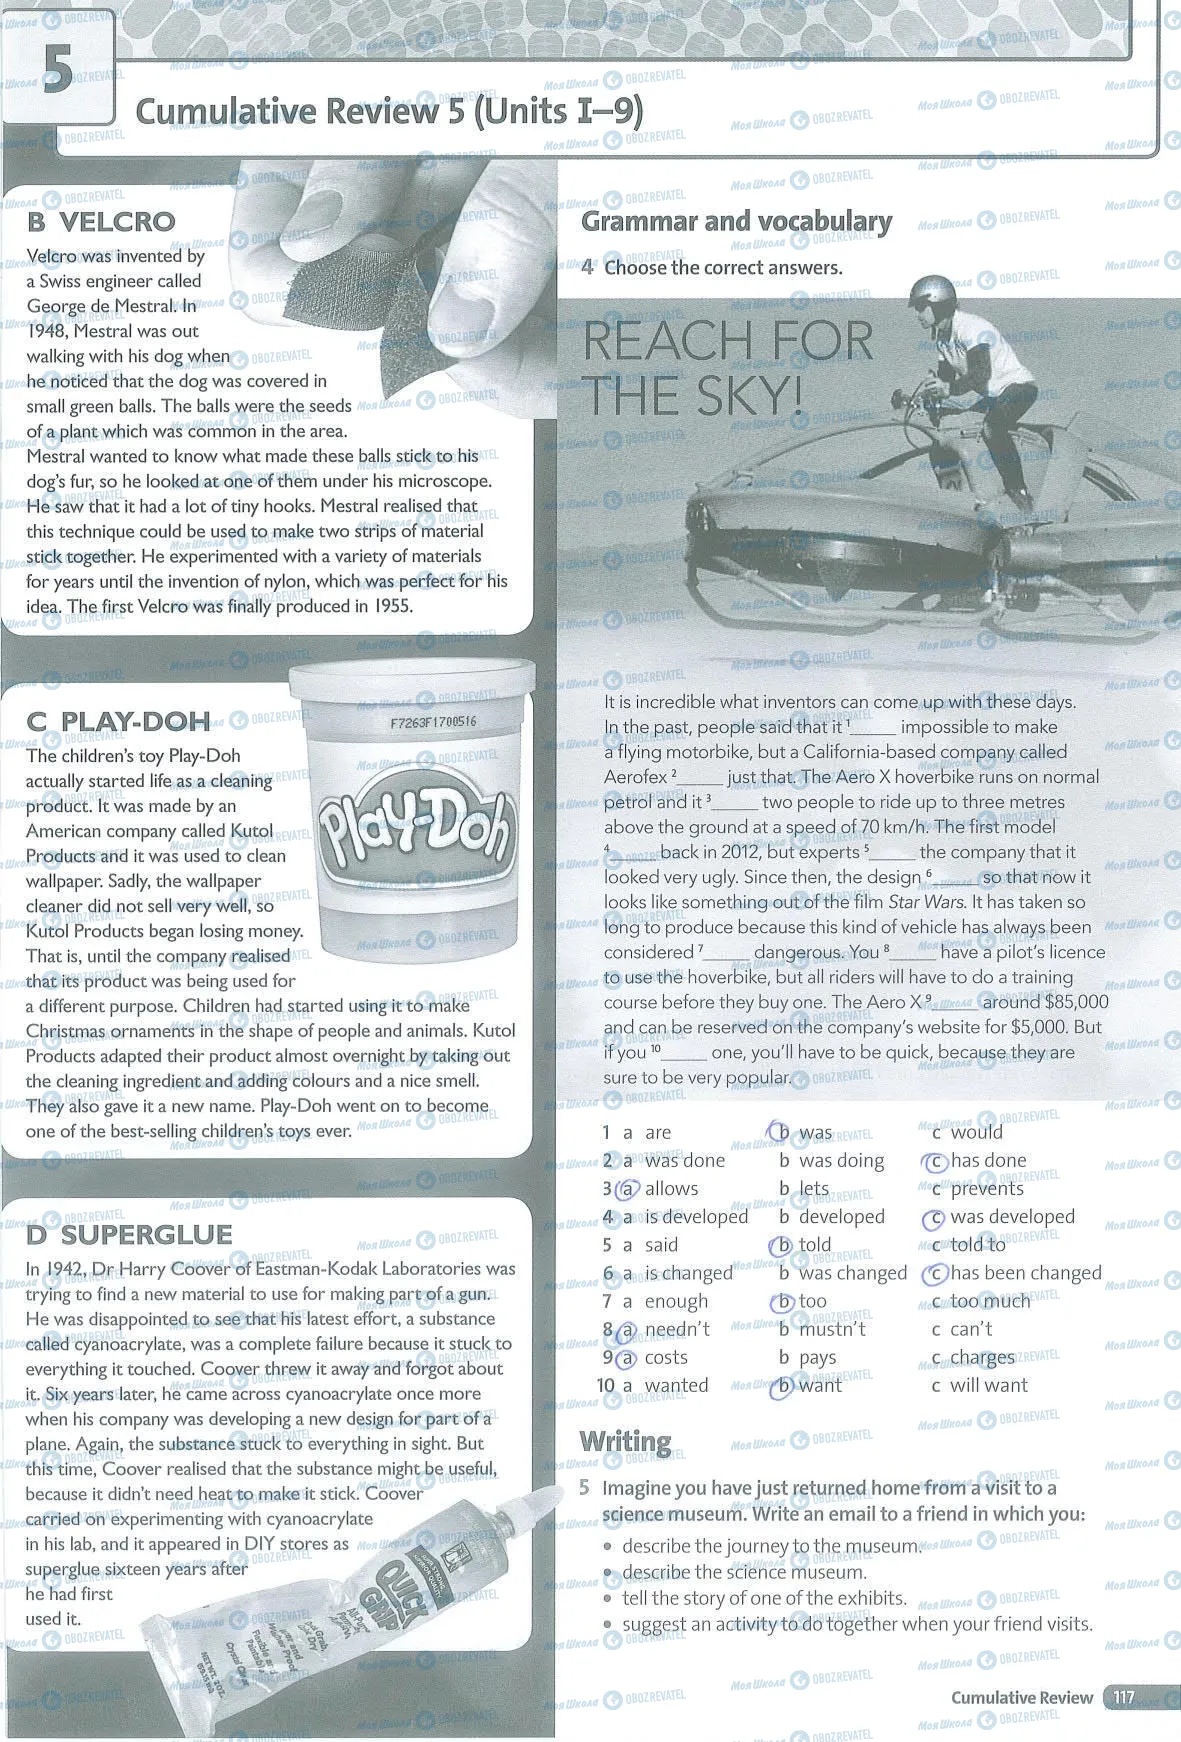 5
Cumulative Review 5 (Units I–9)
B VELCRO
Velcro was invented by
a Swiss engineer called
George de Mestral. In
1948, Mestral was out
walking with his dog when
he noticed that the dog was covered in
small green balls. The balls were the seeds
of a plant which was common in the area.
Mestral wanted to know what made these balls stick to his
dog's fur, so he looked at one of them under his microscope.
He saw that it had a lot of tiny hooks. Mestral realised that
this technique could be used to make two strips of material
stick together. He experimented with a variety of materials
for years until the invention of nylon, which was perfect for his
idea. The first Velcro was finally produced in 1955.
C PLAY-DOH
The children's toy Play-Doh
actually started life as a cleaning
product. It was made by an
American company called Kutol
Products and it was used to clean
wallpaper. Sadly, the wallpaper
cleaner did not sell very well, so
Kutol Products began losing money.
That is, until the company realised
that its product was being used for
a different purpose. Children had started using it to make
Christmas ornaments in the shape of people and animals. Kutol
Products adapted their product almost overnight by taking out
the cleaning ingredient and adding colours and a nice smell.
They also gave it a new name. Play-Doh went on to become
one of the best-selling children's toys ever.
F7263F1700516
Play-Doh
D SUPERGLUE
In 1942, Dr Harry Coover of Eastman-Kodak Laboratories was
trying to find a new material to use for making part of a gun.
He was disappointed to see that his latest effort, a substance
called cyanoacrylate, was a complete failure because it stuck to
everything it touched. Coover threw it away and forgot about
it. Six years later, he came across cyanoacrylate once more
when his company was developing a new design for part of a
plane. Again, the substance stuck to everything in sight. But
this time, Coover realised that the substance might be useful,
because it didn't need heat to make it stick. Coover
carried on experimenting with cyanoacrylate
in his lab, and it appeared in DIY stores as
superglue sixteen years after
he had first
used it.
QUICK
GRIP
Grammar and vocabulary
4 Choose the correct answers.
REACH FOR
THE SKY!
It is incredible what inventors can come up with these days.
In the past, people said that it 1_____ impossible to make
a flying motorbike, but a California-based company called
Aerofex 2_____ just that. The Aero X hoverbike runs on normal
petrol and it 3_____ two people to ride up to three metres
above the ground at a speed of 70 km/h. The first model
4_____ back in 2012, but experts 5_____ the company that it
looked very ugly. Since then, the design 6_____ so that now it
looks like something out of the film Star Wars. It has taken so
long to produce because this kind of vehicle has always been
considered 7_____ dangerous. You 8_____ have a pilot's licence
to use the hoverbike, but all riders will have to do a training
course before they buy one. The Aero X 9_____ around $85,000
and can be reserved on the company's website for $5,000. But
if you 10_____ one, you'll have to be quick, because they are
sure to be very popular.
1 a are b was c would
2 a was done b was doing c has done
3 a allows b lets c prevents
4 a is developed b developed c was developed
5 a said b told c told to
6 a is changed b was changed c has been changed
7 a enough b too c too much
8 a needn't b mustn't c can't
9 a costs b pays c charges
10 a wanted b want c will want
Writing
5 Imagine you have just returned home from a visit to a
science museum. Write an email to a friend in which you:
• describe the journey to the museum.
• describe the science museum.
• tell the story of one of the exhibits.
• suggest an activity to do together when your friend visits.
Cumulative Review 117
Моя Школа OBOZREVATEL